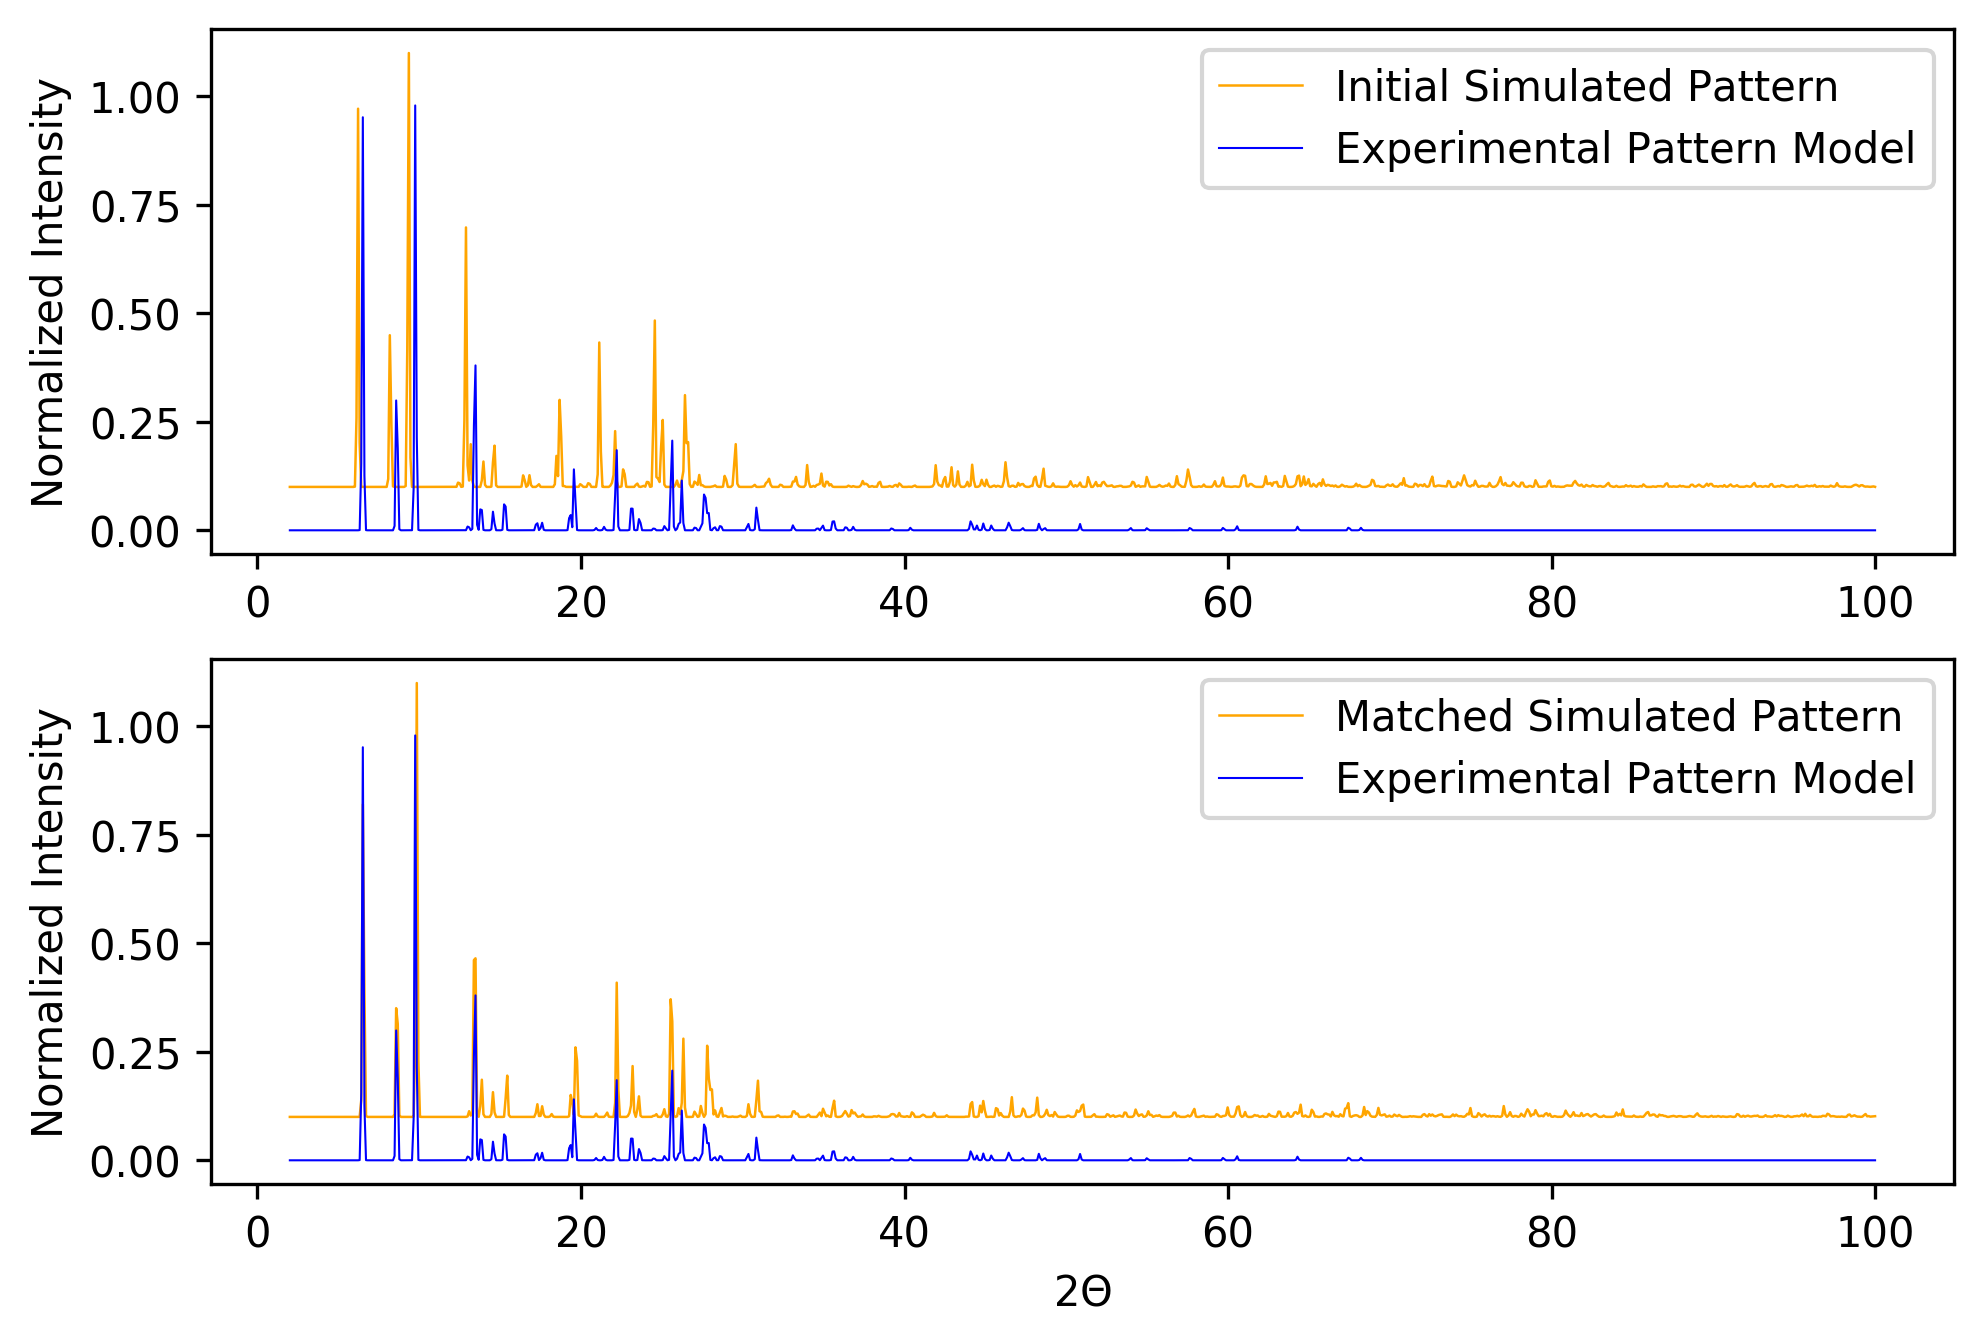 Normalized Intensity
1.00
0.75
0.50
0.25
0.00
Initial Simulated Pattern
Experimental Pattern Model
0 20 40 60 80 100
Normalized Intensity
1.00
0.75
0.50
0.25
0.00
Matched Simulated Pattern
Experimental Pattern Model
0 20 40 60 80 100
2Θ